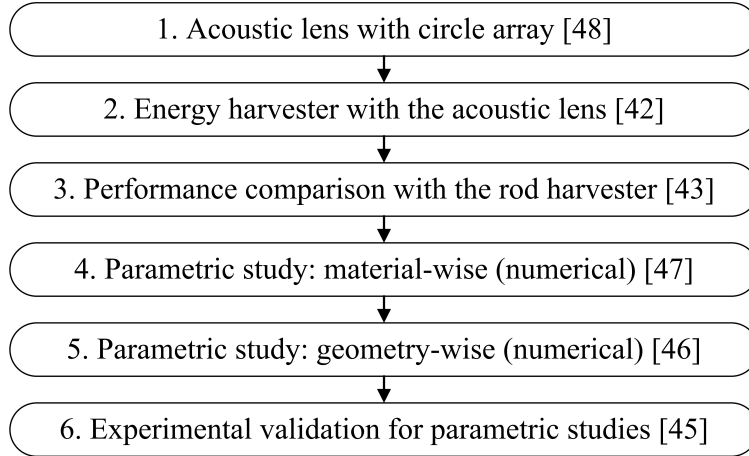 1. Acoustic lens with circle array [48]
2. Energy harvester with the acoustic lens [42]
3. Performance comparison with the rod harvester [43]
4. Parametric study: material-wise (numerical) [47]
5. Parametric study: geometry-wise (numerical) [46]
6. Experimental validation for parametric studies [45]